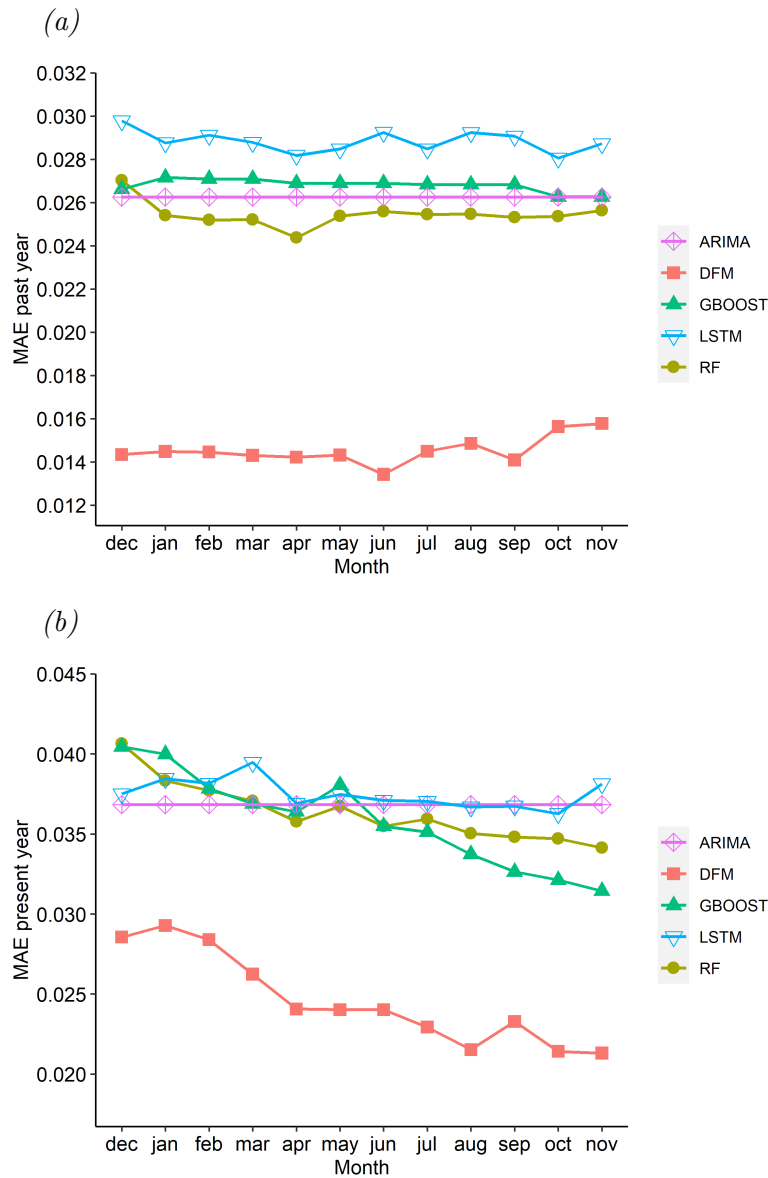 (a)
0.032
0.030
0.028
0.026
0.024
0.022
0.020
0.018
0.016
0.014
0.012
MAE past year
dec jan feb mar apr may jun jul aug sep oct nov
Month
ARIMA
DFM
GBOOST
LSTM
RF
(b)
0.045
0.040
0.035
0.030
0.025
0.020
MAE present year
dec jan feb mar apr may jun jul aug sep oct nov
Month
ARIMA
DFM
GBOOST
LSTM
RF